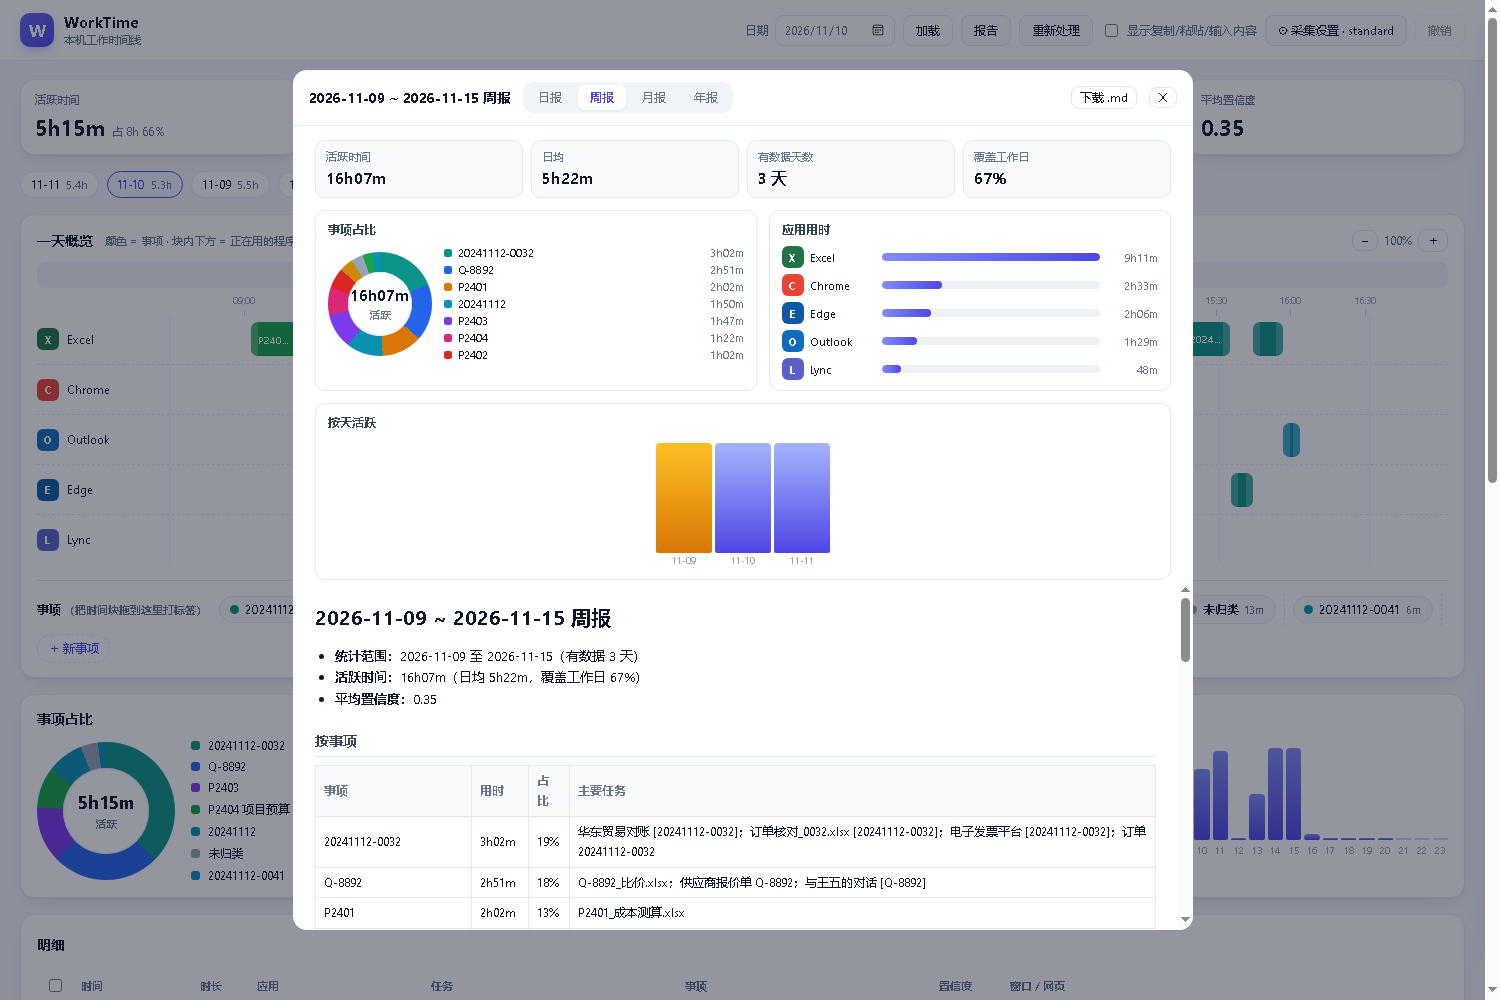 W
WorkTime
本机工作时间线
日期 2026/11/10 加载 报告 重新处理 显示复制/粘贴/输入内容 采集设置 · standard 撤销
活跃时间
5h15m 占 8h 66%
平均置信度
0.35
11-11 5.4h 11-10 5.3h 11-09 5.5h 1
一天概览 颜色 = 事项 · 块内下方 = 正在用的程序
− 100% +
09:00 15:30 16:00 16:30
X Excel P240... 2024...
C Chrome
O Outlook
E Edge
L Lync
事项 (把时间块拖到这里打标签) 20241112 未归类 13m 20241112-0041 6m
+ 新事项
事项占比
5h15m
活跃
20241112-0032
Q-8892
P2403
P2404 项目预算
20241112
未归类
20241112-0041
10 11 12 13 14 15 16 17 18 19 20 21 22 23
明细
时间 时长 应用 任务 事项 置信度 窗口 / 网页
2026-11-09 ~ 2026-11-15 周报 日报 周报 月报 年报 下载 .md X
活跃时间
16h07m
日均
5h22m
有数据天数
3 天
覆盖工作日
67%
事项占比
16h07m
活跃
20241112-0032 3h02m
Q-8892 2h51m
P2401 2h02m
20241112 1h50m
P2403 1h47m
P2404 1h22m
P2402 1h02m
应用用时
X Excel 9h11m
C Chrome 2h33m
E Edge 2h06m
O Outlook 1h29m
L Lync 48m
按天活跃
11-09 11-10 11-11
2026-11-09 ~ 2026-11-15 周报
• 统计范围：2026-11-09 至 2026-11-15（有数据 3 天）
• 活跃时间：16h07m（日均 5h22m，覆盖工作日 67%）
• 平均置信度：0.35
按事项
事项 用时 占比 主要任务
20241112-0032 3h02m 19% 华东贸易对账 [20241112-0032]；订单核对_0032.xlsx [20241112-0032]；电子发票平台 [20241112-0032]；订单
20241112-0032
Q-8892 2h51m 18% Q-8892_比价.xlsx；供应商报价单 Q-8892；与王五的对话 [Q-8892]
P2401 2h02m 13% P2401_成本测算.xlsx